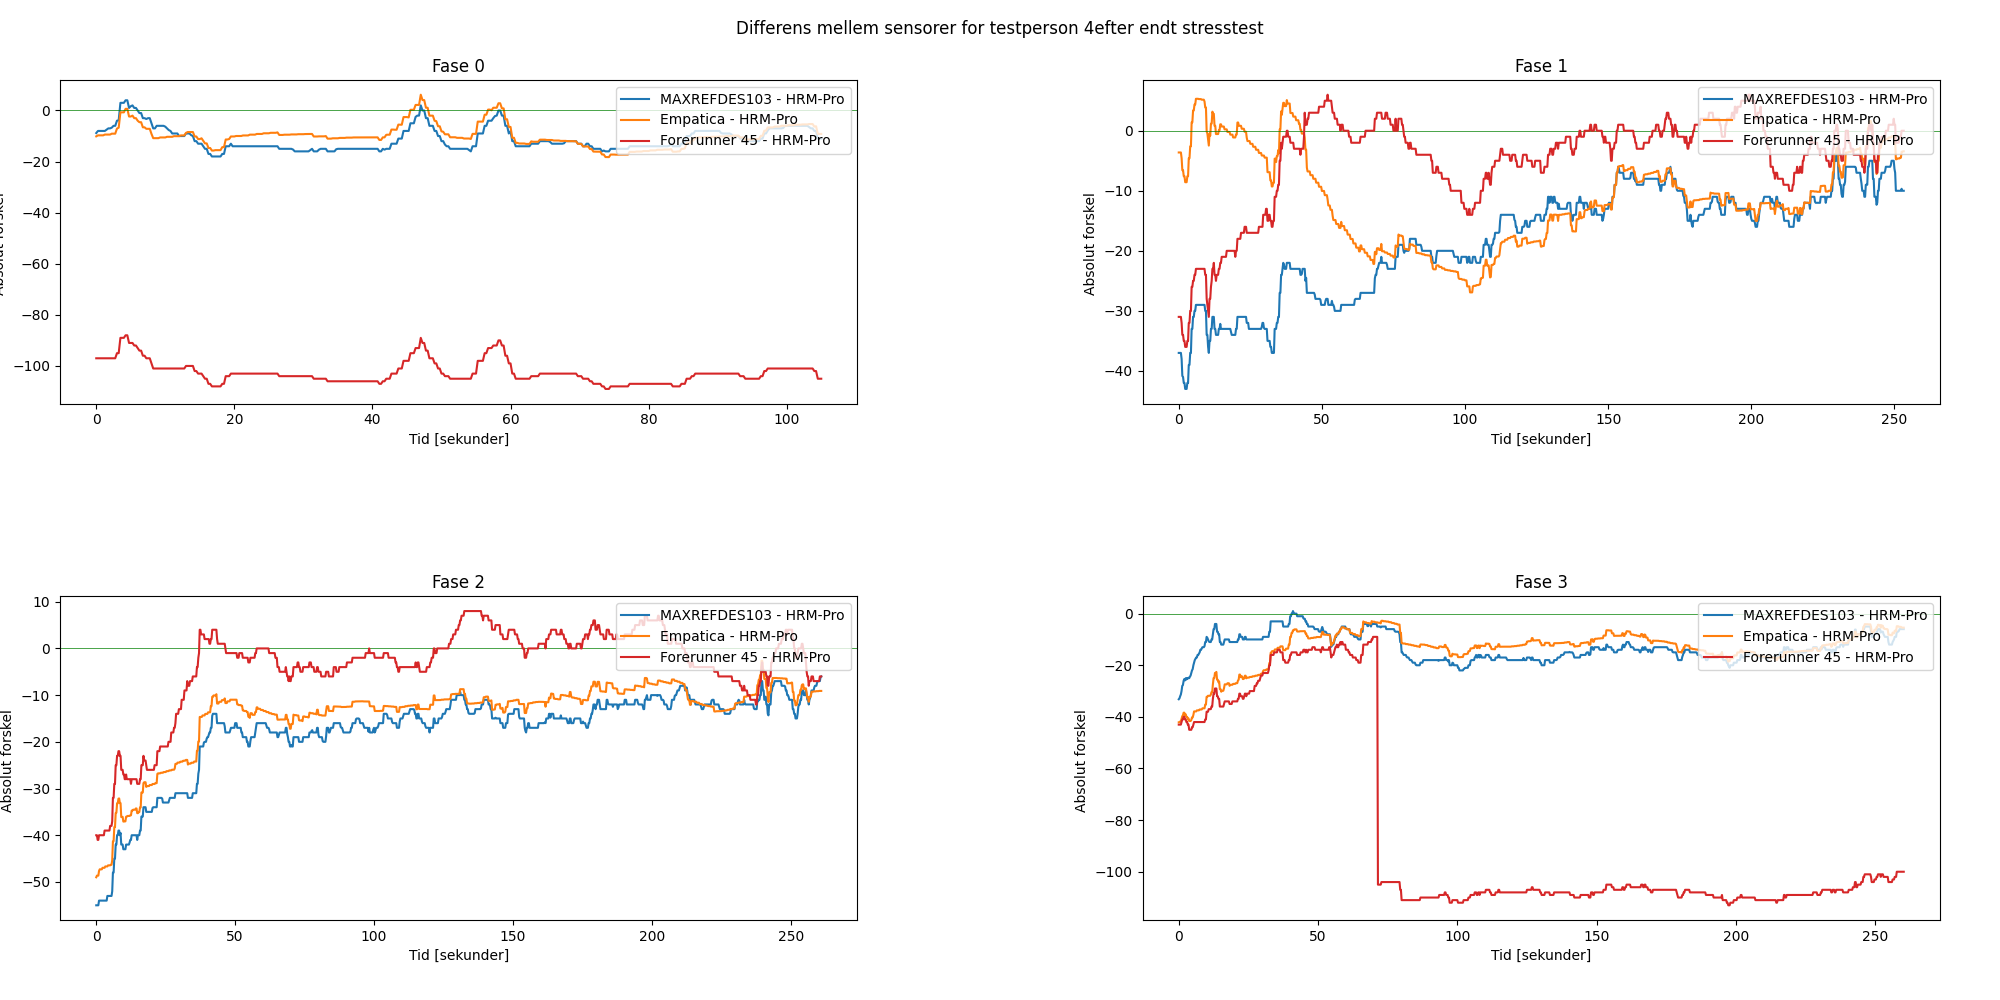 Differens mellem sensorer for testperson 4efter endt stresstest
Fase 0
MAXREFDES103 - HRM-Pro
Empatica - HRM-Pro
Forerunner 45 - HRM-Pro
0
−20
−40
−60
−80
−100
Absolut forskel
0 20 40 60 80 100
Tid [sekunder]
Fase 1
MAXREFDES103 - HRM-Pro
Empatica - HRM-Pro
Forerunner 45 - HRM-Pro
0
−10
−20
−30
−40
Absolut forskel
0 50 100 150 200 250
Tid [sekunder]
Fase 2
MAXREFDES103 - HRM-Pro
Empatica - HRM-Pro
Forerunner 45 - HRM-Pro
10
0
−10
−20
−30
−40
−50
Absolut forskel
0 50 100 150 200 250
Tid [sekunder]
Fase 3
MAXREFDES103 - HRM-Pro
Empatica - HRM-Pro
Forerunner 45 - HRM-Pro
0
−20
−40
−60
−80
−100
Absolut forskel
0 50 100 150 200 250
Tid [sekunder]